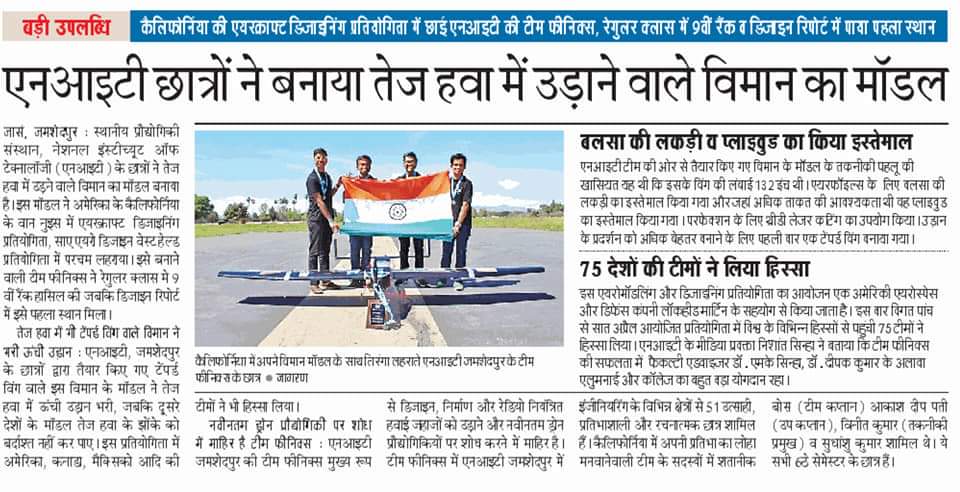 बड़ी उपलब्धि
कैलिफोर्निया की एयरक्राफ्ट डिजाइनिंग प्रतियोगिता में छाई एनआइटी की टीम फीनिक्स, रेगुलर क्लास में 9वीं रैंक व डिजाइन रिपोर्ट में पाया पहला स्थान
एनआइटी छात्रों ने बनाया तेज हवा में उड़ाने वाले विमान का मॉडल
जासं, जमशेदपुर : स्थानीय प्रौद्योगिकी
संस्थान, नेशनल इंस्टीच्यूट ऑफ
टेक्नालॉजी (एनआइटी) के छात्रों ने तेज
हवा में उड़ने वाले विमान का मॉडल बनाया
है। इस मॉडल ने अमेरिका के कैलिफोर्निया
के वान नुइस में एयरक्राफ्ट डिजाइनिंग
प्रतियोगिता, साए एयरो डिजाइन वेस्ट हेल्ड
प्रतियोगिता में परचम लहराया। इसे बनाने
वाली टीम फीनिक्स ने रेगुलर क्लास मे 9
वीं रैंक हासिल की जबकि डिजाइन रिपोर्ट
में इसे पहला स्थान मिला।
तेज हवा में भी टैंपर्ड विंग वाले विमान ने
भरी ऊंची उड़ान : एनआइटी, जमशेदपुर
के छात्रों द्वारा तैयार किए गए टेंपर्ड
विंग वाले इस विमान के मॉडल ने तेज
हवा में ऊंची उड़ान भरी, जबकि दूसरे
देशों के मॉडल तेज हवा के झोंके को
बर्दाश्त नहीं कर पाए। इस प्रतियोगिता में
अमेरिका, कनाडा, मैक्सिको आदि की
कैलिफोर्निया में अपने विमान मॉडल के साथ तिरंगा लहराते एनआइटी जमशेदपुर के टीम
फीनिक्स के छात्र ● जागरण
टीमों ने भी हिस्सा लिया।
नवीनतम ड्रोन प्रौद्योगिकी पर शोध
में माहिर है टीम फीनिक्स : एनआइटी
जमशेदपुर की टीम फीनिक्स मुख्य रूप
से डिजाइन, निर्माण और रेडियो नियंत्रित
हवाई जहाजों को उड़ाने और नवीनतम ड्रोन
प्रौद्योगिकियों पर शोध करने में माहिर है।
टीम फीनिक्स में एनआइटी जमशेदपुर में
बलसा की लकड़ी व प्लाइवुड का किया इस्तेमाल
एनआइटी टीम की ओर से तैयार किए गए विमान के मॉडल के तकनीकी पहलू की
खासियत यह थी कि इसके विंग की लंबाई 132 इंच थी। एयरफॉइल्स के लिए बलसा की
लकड़ी का इस्तेमाल किया गया और जहां अधिक ताकत की आवश्यकता थी वह प्लाइवुड
का इस्तेमाल किया गया। परफेक्शन के लिए थ्रीडी लेजर कटिंग का उपयोग किया। उड़ान
के प्रदर्शन को अधिक बेहतर बनाने के लिए पहली बार एक टेंपर्ड विंग बनाया गया।
75 देशों की टीमों ने लिया हिस्सा
इस एयरोमॉडलिंग और डिजाइनिंग प्रतियोगिता का आयोजन एक अमेरिकी एयरोस्पेस
और डिफेंस कंपनी लॉकहीड मार्टिन के सहयोग से किया जाता है। इस बार विगत पांच
से सात अप्रैल आयोजित प्रतियोगिता में विश्व के विभिन्न हिस्सों से पहुंची 75 टीमों ने
हिस्सा लिया। एनआइटी के मीडिया प्रवक्ता निशांत सिन्हा ने बताया कि टीम फीनिक्स
की सफलता में फैकल्टी एडवाइजर डॉ. एमके सिन्हा, डॉ. दीपक कुमार के अलावा
एलुमनाई और कॉलेज का बहुत बड़ा योगदान रहा।
इंजीनियरिंग के विभिन्न क्षेत्रों से 51 उत्साही,
प्रतिभाशाली और रचनात्मक छात्र शामिल
हैं। कैलिफोर्निया में अपनी प्रतिभा का लोहा
मनवानेवाली टीम के सदस्यों में शतानीक
बोस (टीम कप्तान) आकाश दीप पती
(उप कप्तान), विनीत कुमार (तकनीकी
प्रमुख) व सुधांशु कुमार शामिल थे। ये
सभी 6ठे सेमेस्टर के छात्र हैं।